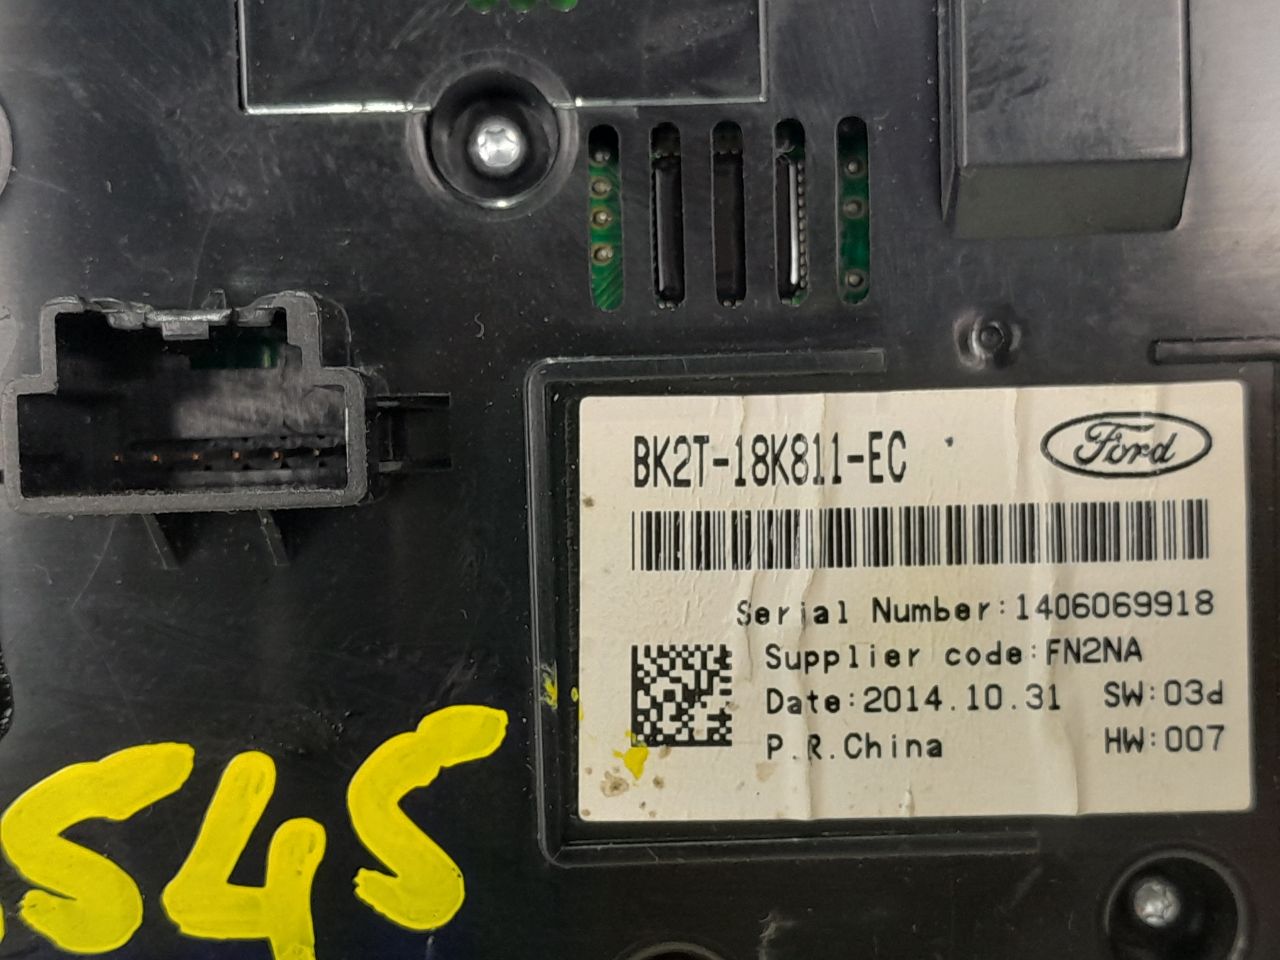 BK2T-18K811-EC
Ford
Serial Number:1406069918
Supplier code:FN2NA
Date:2014.10.31 SW:03d
P.R.China HW:007
545